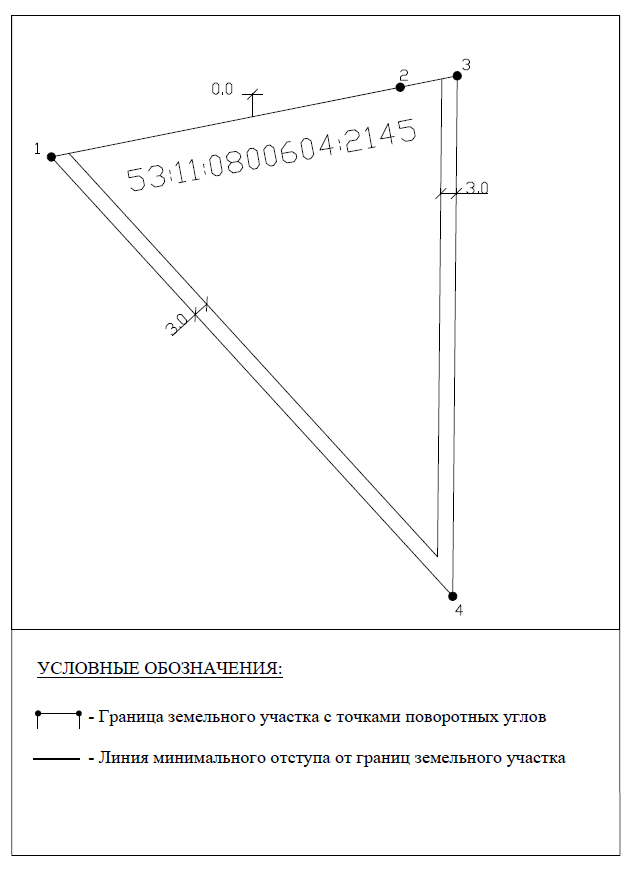 3
2
0.0
1
53:11:0800604:2145
3.0
3.0
4
УСЛОВНЫЕ ОБОЗНАЧЕНИЯ:
- Граница земельного участка с точками поворотных углов
- Линия минимального отступа от границ земельного участка